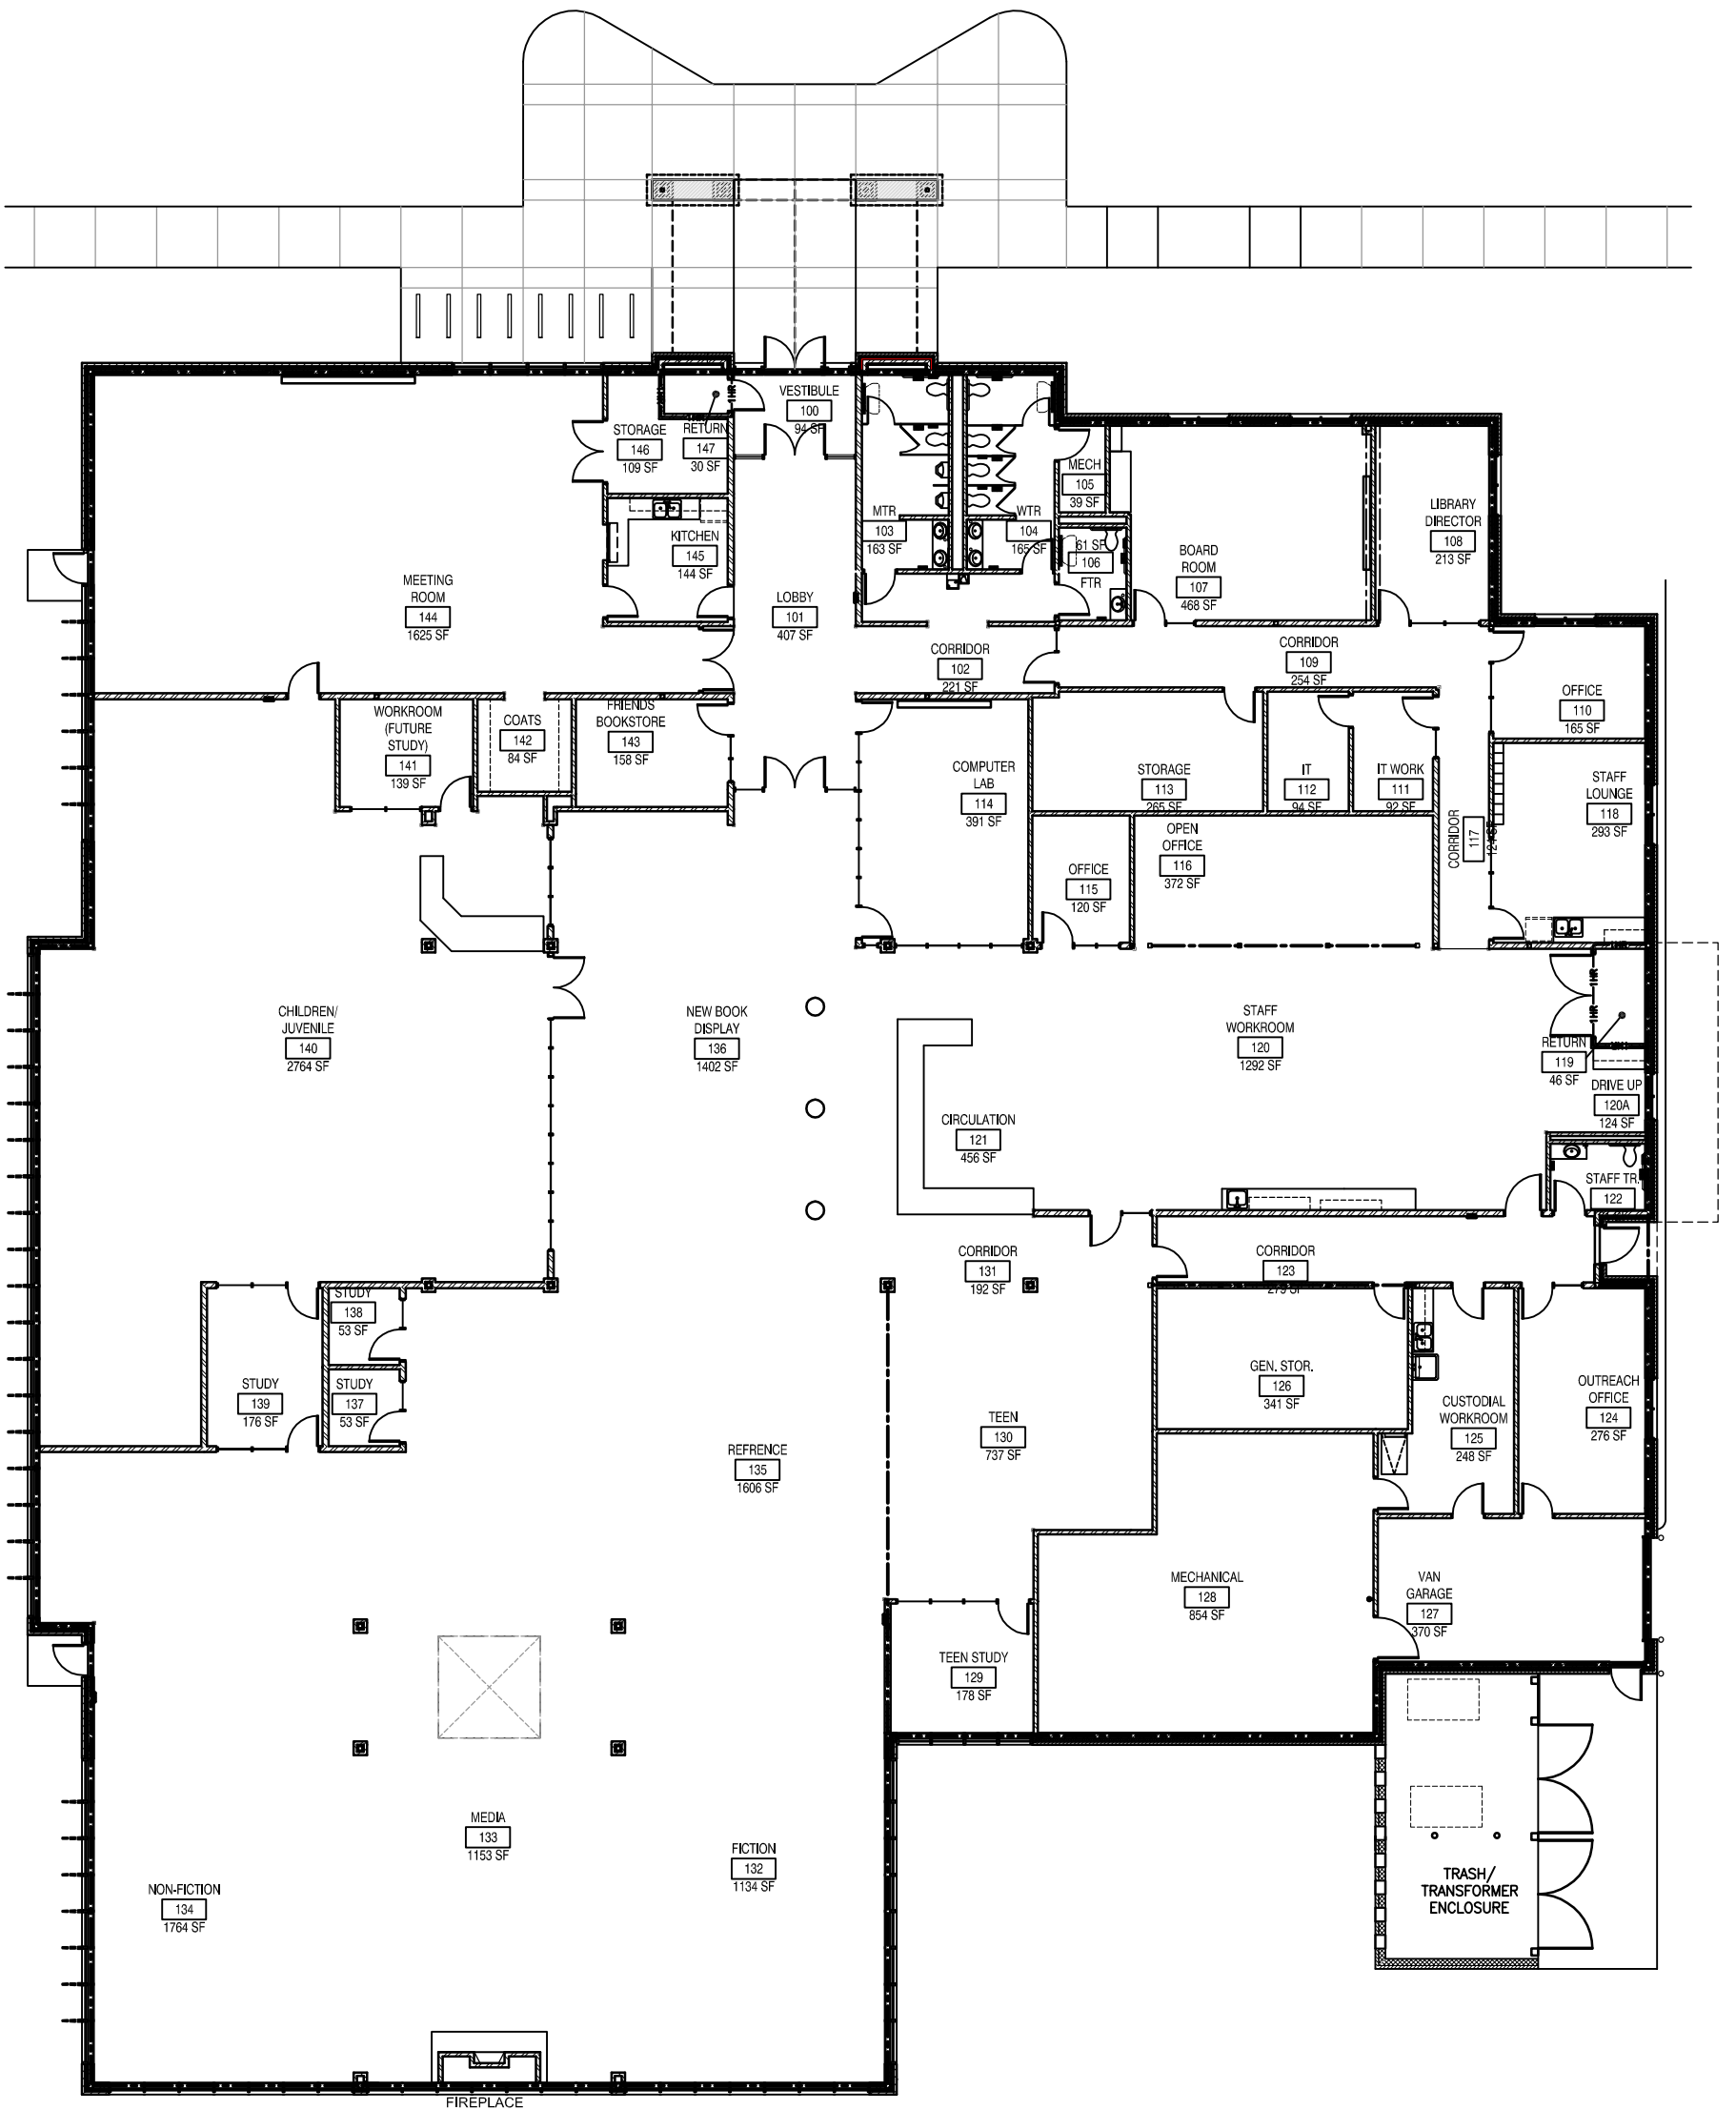 VESTIBULE
100
94 SF
STORAGE
146
109 SF
RETURN
147
30 SF
1HR
MECH
105
39 SF
MTR
103
163 SF
WTR
104
165 SF
61 SF
106
FTR
BOARD
ROOM
107
468 SF
LIBRARY
DIRECTOR
108
213 SF
KITCHEN
145
144 SF
MEETING
ROOM
144
1625 SF
LOBBY
101
407 SF
CORRIDOR
102
221 SF
CORRIDOR
109
254 SF
OFFICE
110
165 SF
WORKROOM
(FUTURE
STUDY)
141
139 SF
COATS
142
84 SF
FRIENDS
BOOKSTORE
143
158 SF
COMPUTER
LAB
114
391 SF
STORAGE
113
265 SF
IT
112
94 SF
IT WORK
111
92 SF
STAFF
LOUNGE
118
293 SF
CORRIDOR
117
OPEN
OFFICE
116
372 SF
OFFICE
115
120 SF
CHILDREN/
JUVENILE
140
2764 SF
NEW BOOK
DISPLAY
136
1402 SF
STAFF
WORKROOM
120
1292 SF
1HR
1HR
RETURN
119
46 SF
DRIVE UP
120A
124 SF
CIRCULATION
121
456 SF
STAFF TR.
122
CORRIDOR
131
192 SF
CORRIDOR
123
279 SF
STUDY
138
53 SF
STUDY
139
176 SF
STUDY
137
53 SF
GEN. STOR.
126
341 SF
OUTREACH
OFFICE
124
276 SF
CUSTODIAL
WORKROOM
125
248 SF
TEEN
130
737 SF
REFRENCE
135
1606 SF
MECHANICAL
128
854 SF
VAN
GARAGE
127
370 SF
TEEN STUDY
129
178 SF
MEDIA
133
1153 SF
FICTION
132
1134 SF
NON-FICTION
134
1764 SF
TRASH/
TRANSFORMER
ENCLOSURE
FIREPLACE